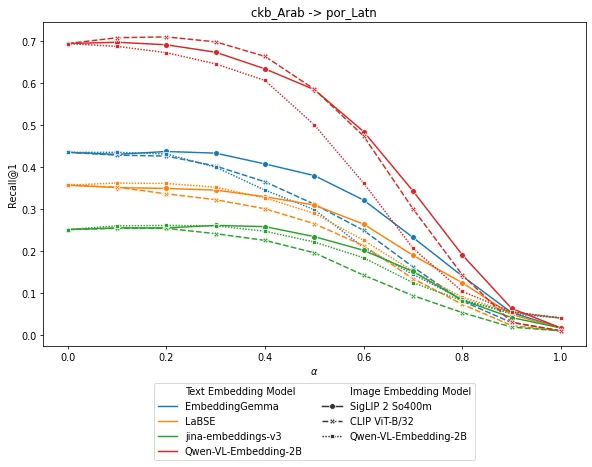 ckb_Arab -> por_Latn
Recall@1
0.7
0.6
0.5
0.4
0.3
0.2
0.1
0.0
0.0 0.2 0.4 0.6 0.8 1.0
α
Text Embedding Model Image Embedding Model
EmbeddingGemma SigLIP 2 So400m
LaBSE CLIP ViT-B/32
jina-embeddings-v3 Qwen-VL-Embedding-2B
Qwen-VL-Embedding-2B